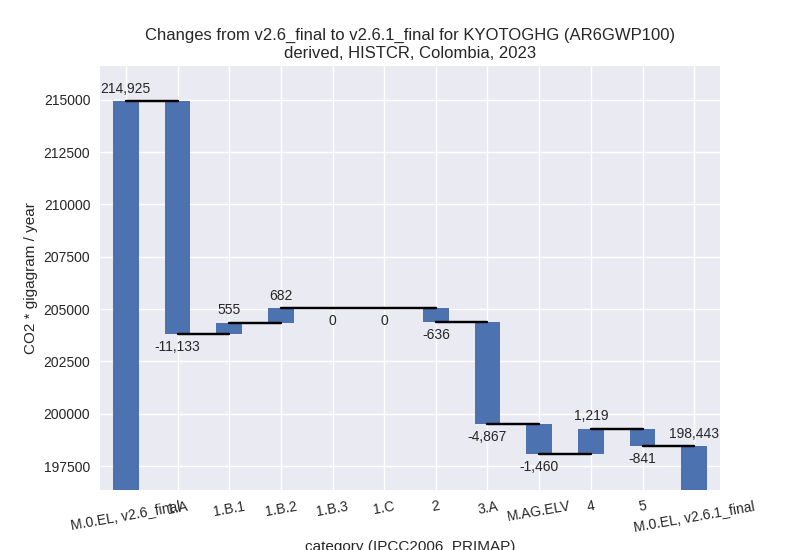 Changes from v2.6_final to v2.6.1_final for KYOTOGHG (AR6GWP100)
derived, HISTCR, Colombia, 2023
CO2 * gigagram / year
215000
212500
210000
207500
205000
202500
200000
197500
214,925
-11,133
555
682
0
0
-636
-4,867
-1,460
1,219
-841
198,443
M.0.EL, v2.6_final
1.A
1.B.1
1.B.2
1.B.3
1.C
2
3.A
M.AG.ELV
4
5
M.0.EL, v2.6.1_final
category (IPCC2006_PRIMAP)